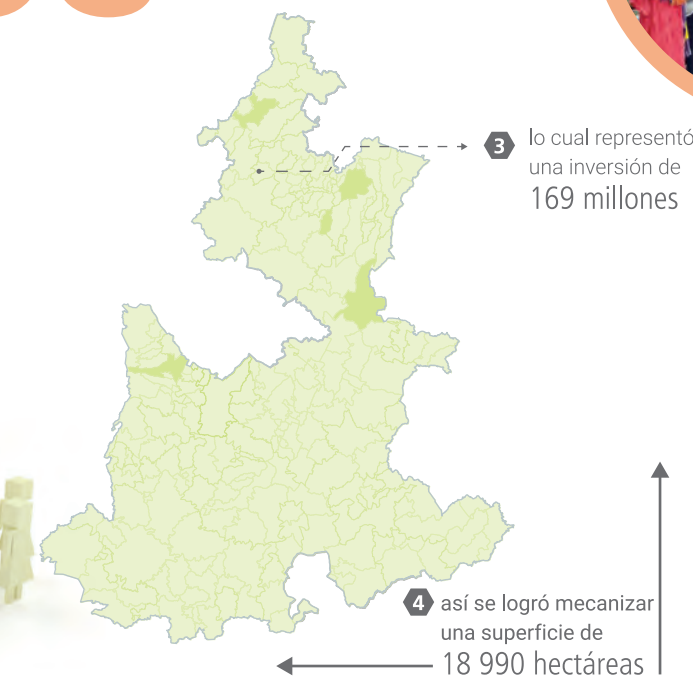 3 lo cual representó
una inversión de
169 millones
4 así se logró mecanizar
una superficie de
18 990 hectáreas